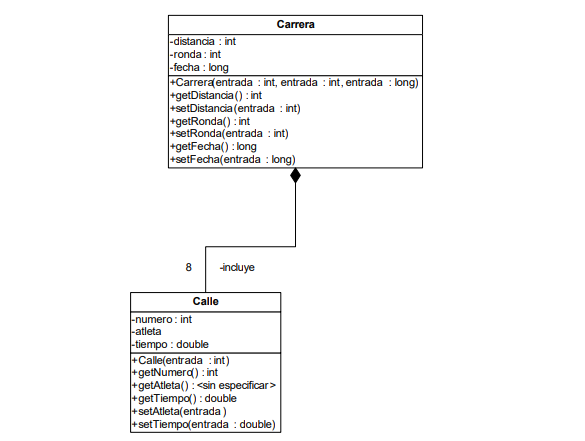 Carrera
-distancia : int
-ronda : int
-fecha : long
+Carrera(entrada : int, entrada : int, entrada : long)
+getDistancia() : int
+setDistancia(entrada : int)
+getRonda() : int
+setRonda(entrada : int)
+getFecha() : long
+setFecha(entrada : long)
8 -incluye
Calle
-numero : int
-atleta
-tiempo : double
+Calle(entrada : int)
+getNumero() : int
+getAtleta() : <sin especificar>
+getTiempo() : double
+setAtleta(entrada)
+setTiempo(entrada : double)